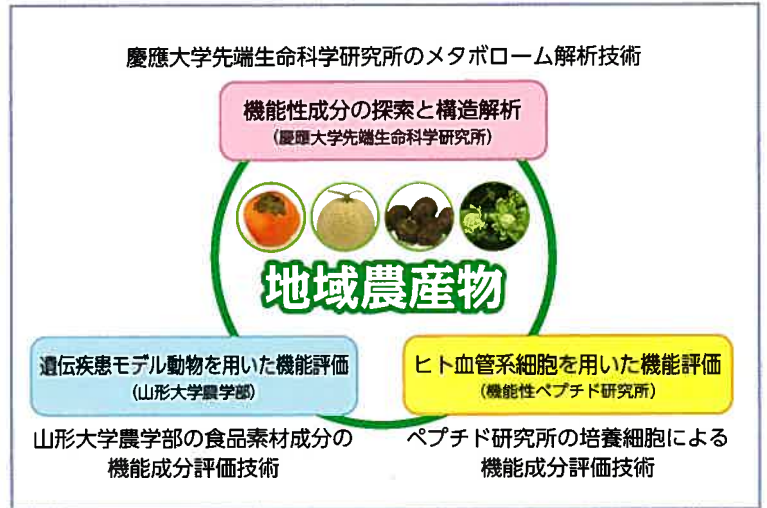 慶應大学先端生命科学研究所のメタボローム解析技術
機能性成分の探索と構造解析
(慶應大学先端生命科学研究所)
地域農産物
遺伝疾患モデル動物を用いた機能評価
(山形大学農学部)
ヒト血管系細胞を用いた機能評価
(機能性ペプチド研究所)
山形大学農学部の食品素材成分の
機能成分評価技術
ペプチド研究所の培養細胞による
機能成分評価技術